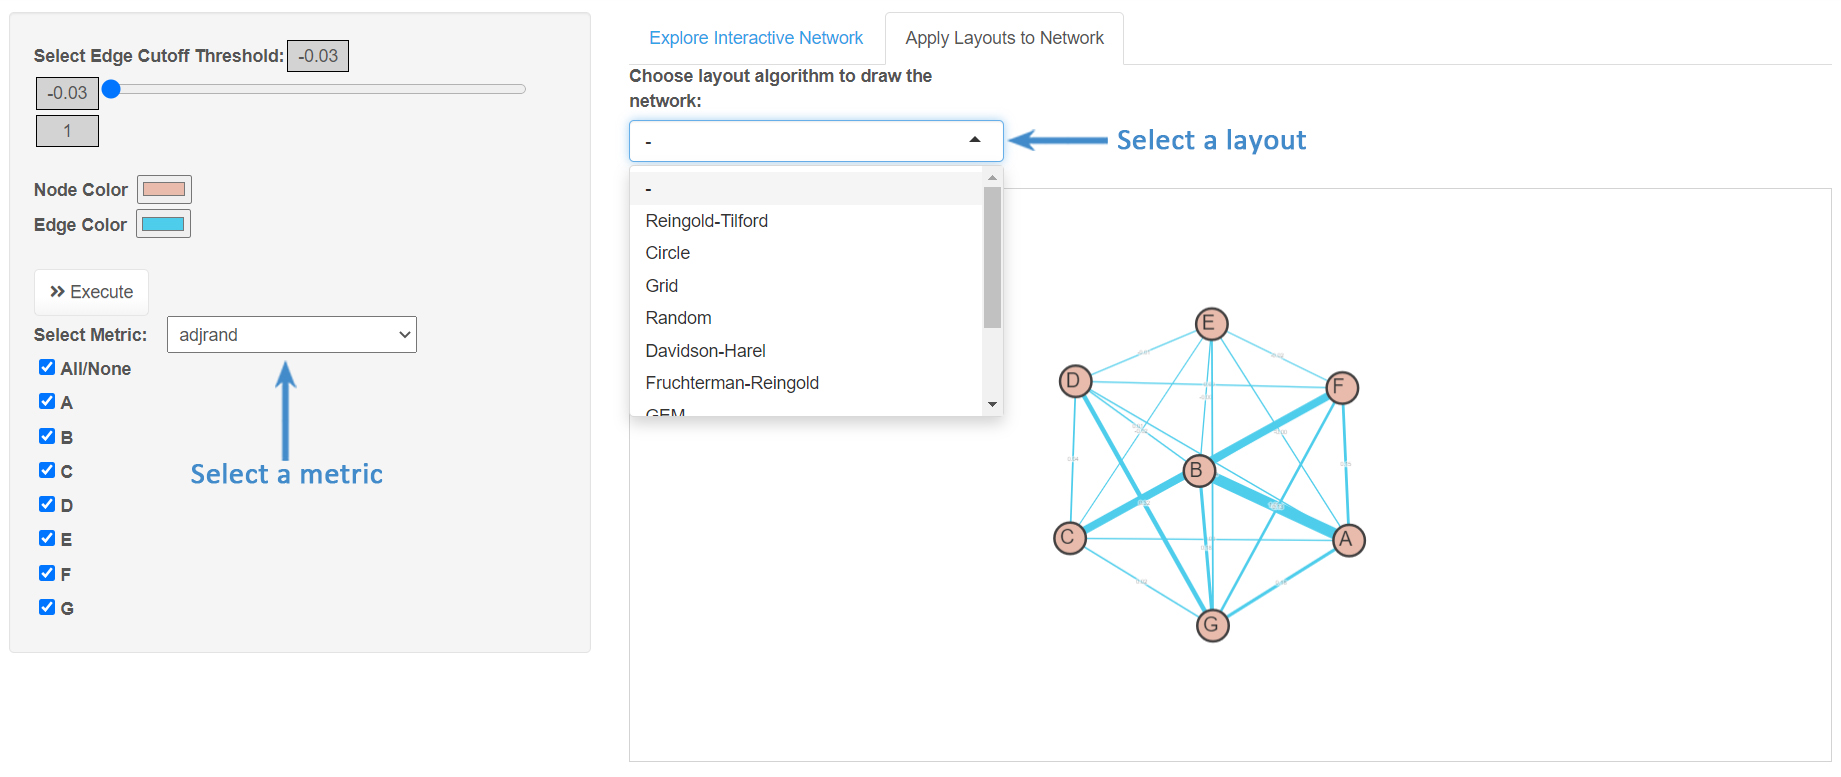 Select Edge Cutoff Threshold: -0.03
-0.03
1
Node Color
Edge Color
Execute
Select Metric: adjrand
All/None
A
B
C
D
E
F
G
Select a metric
Explore Interactive Network
Apply Layouts to Network
Choose layout algorithm to draw the
network:
-
Select a layout
-
Reingold-Tilford
Circle
Grid
Random
Davidson-Harel
Fruchterman-Reingold
GEM
E
D
F
B
C
A
G